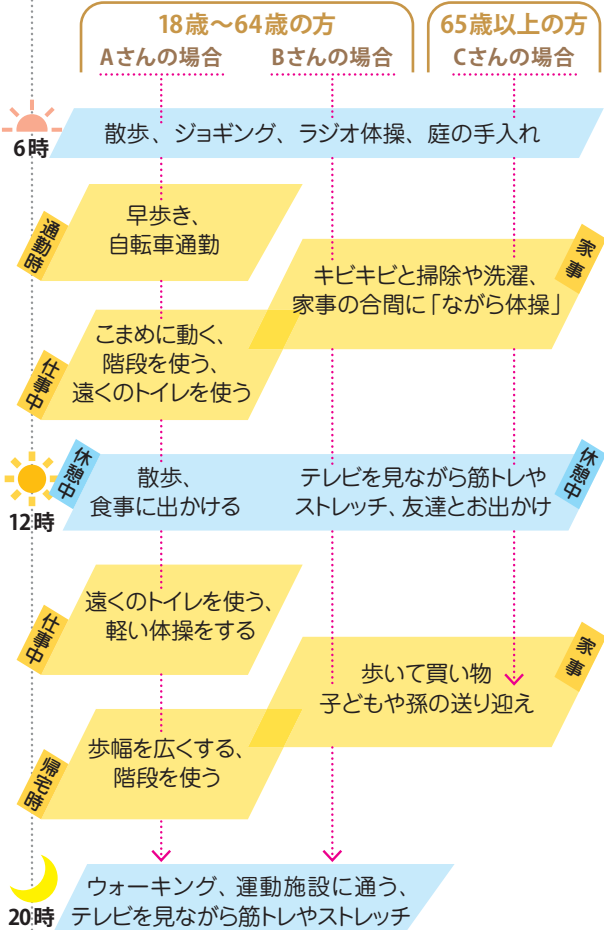 18歳～64歳の方
65歳以上の方
Aさんの場合
Bさんの場合
Cさんの場合
6時
散歩、ジョギング、ラジオ体操、庭の手入れ
通勤時
早歩き、
自転車通勤
家事
キビキビと掃除や洗濯、
家事の合間に「ながら体操」
仕事中
こまめに動く、
階段を使う、
遠くのトイレを使う
12時
休憩中
散歩、
食事に出かける
テレビを見ながら筋トレや
ストレッチ、友達とお出かけ
休憩中
仕事中
遠くのトイレを使う、
軽い体操をする
家事
歩いて買い物
子どもや孫の送り迎え
帰宅時
歩幅を広くする、
階段を使う
20時
ウォーキング、運動施設に通う、
テレビを見ながら筋トレやストレッチ